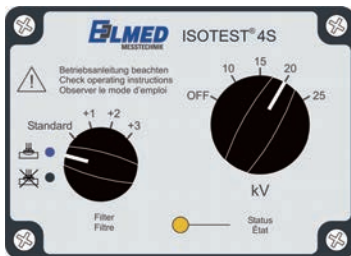 ELMED ISOTEST® 4S
MESSTECHNIK
Betriebsanleitung beachten
Check operating instructions
Observer le mode d'emploi
Standard +1 +2 +3
OFF 10 15 20 25
kV
Filter
Filtre
Status
État